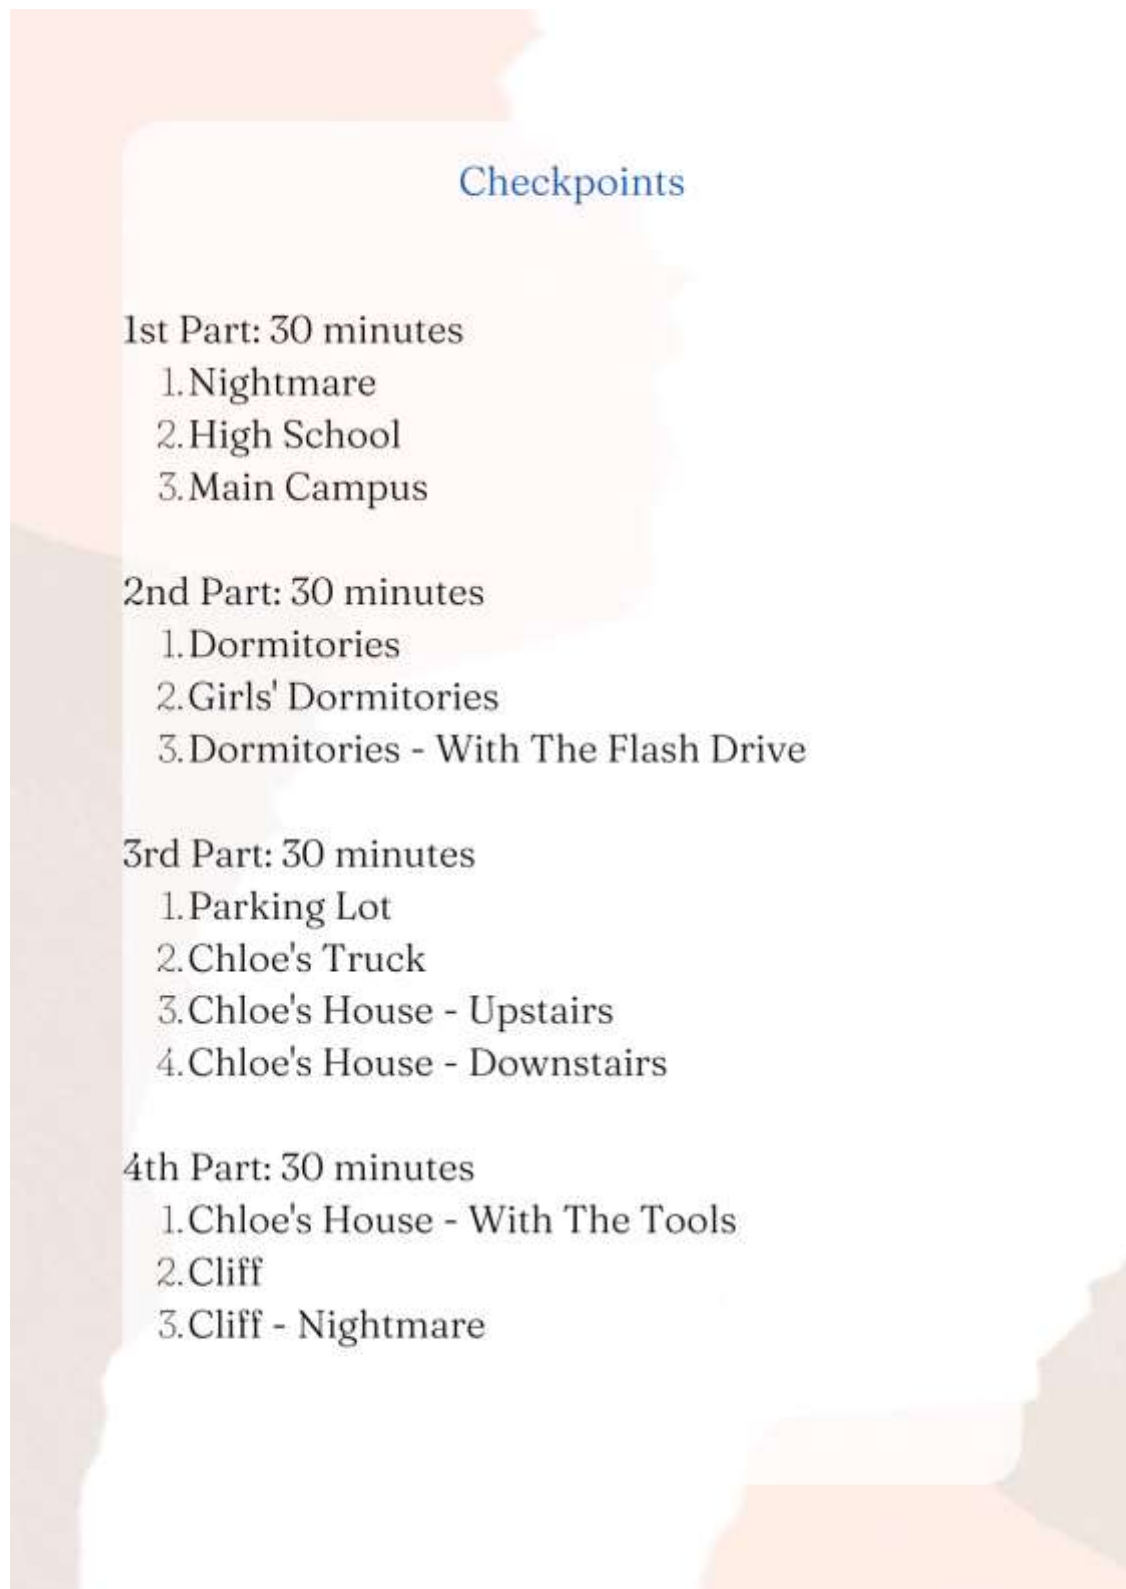 Checkpoints
1st Part: 30 minutes
1. Nightmare
2. High School
3. Main Campus
2nd Part: 30 minutes
1. Dormitories
2. Girls' Dormitories
3. Dormitories - With The Flash Drive
3rd Part: 30 minutes
1. Parking Lot
2. Chloe's Truck
3. Chloe's House - Upstairs
4. Chloe's House - Downstairs
4th Part: 30 minutes
1. Chloe's House - With The Tools
2. Cliff
3. Cliff - Nightmare